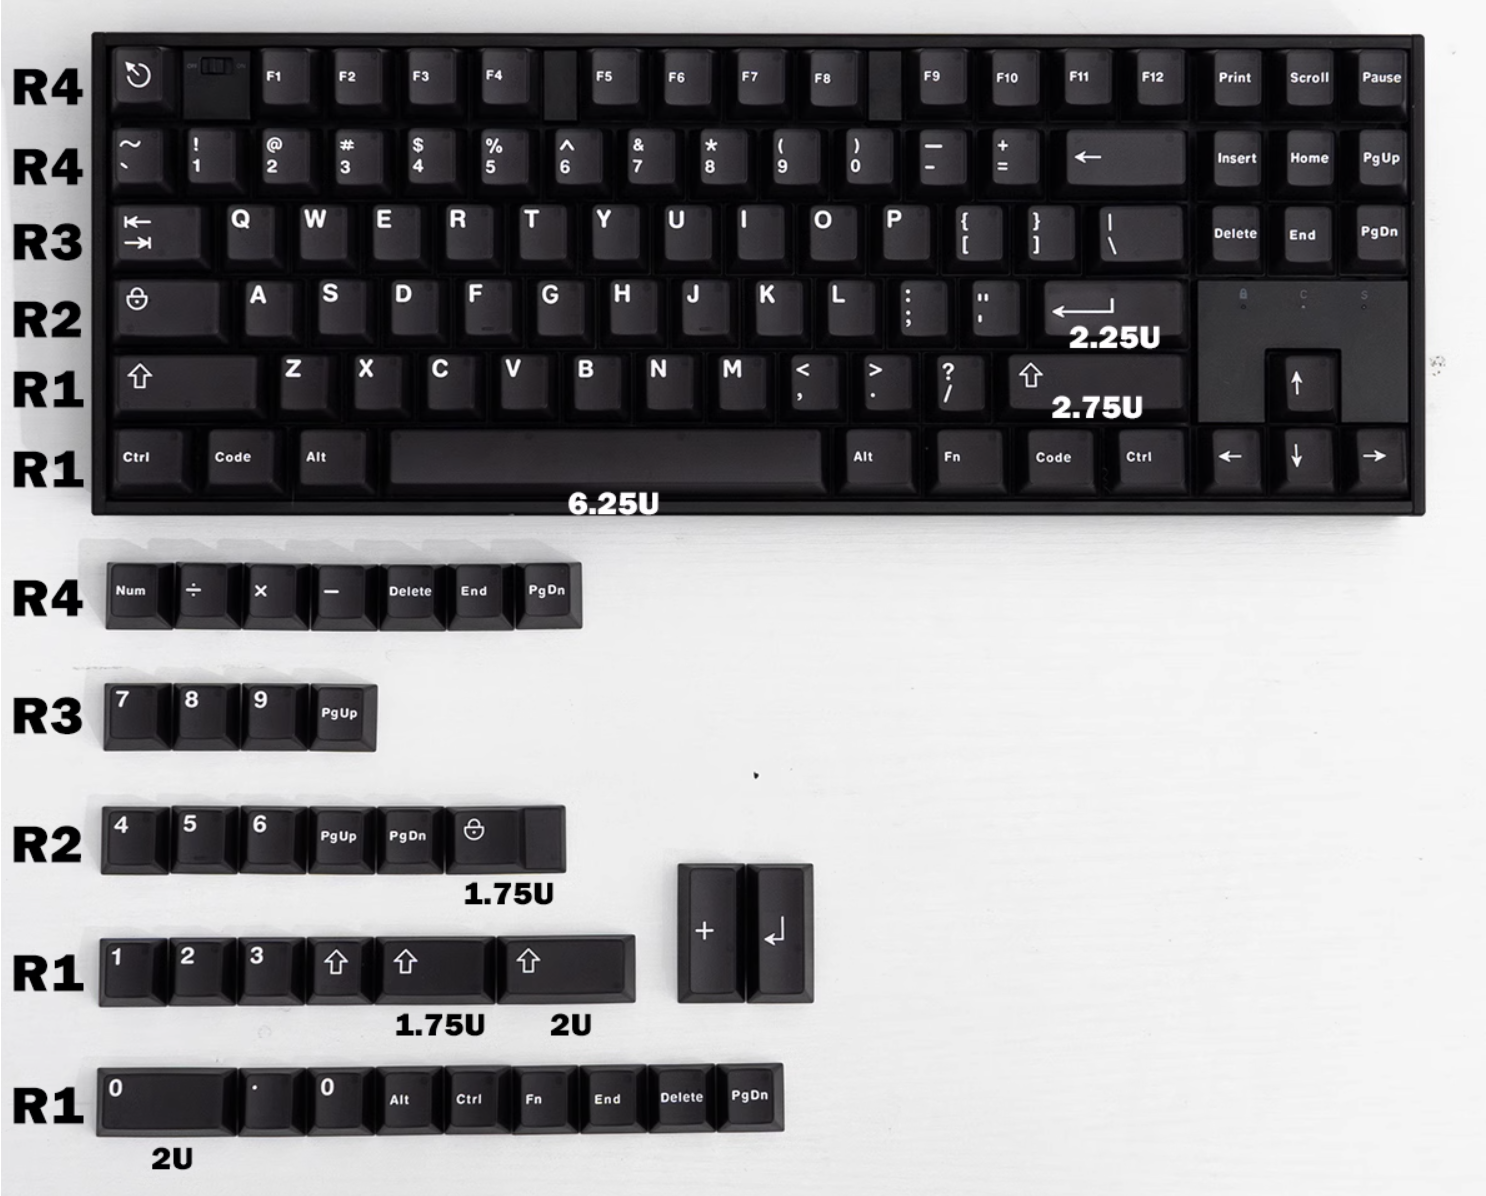 R4 F1 F2 F3 F4 F5 F6 F7 F8 F9 F10 F11 F12 Print Scroll Pause
~ ! @ # $ % ^ & * ( ) — +
R4 ` 1 2 3 4 5 6 7 8 9 0 - = ← Insert Home PgUp
R3 Q W E R T Y U I O P { } | Delete End PgDn
[ ] \
R2 A S D F G H J K L : "
; '
2.25U
R1 ⇧ Z X C V B N M < > ? ⇧ ↑
, . /
2.75U
R1 Ctrl Code Alt Alt Fn Code Ctrl ← ↓ →
6.25U
R4 Num ÷ × − Delete End PgDn
R3 7 8 9 PgUp
R2 4 5 6 PgUp PgDn
1.75U
+ ↵
R1 1 2 3 ⇧ ⇧ ⇧
1.75U 2U
R1 0 . 0 Alt Ctrl Fn End Delete PgDn
2U